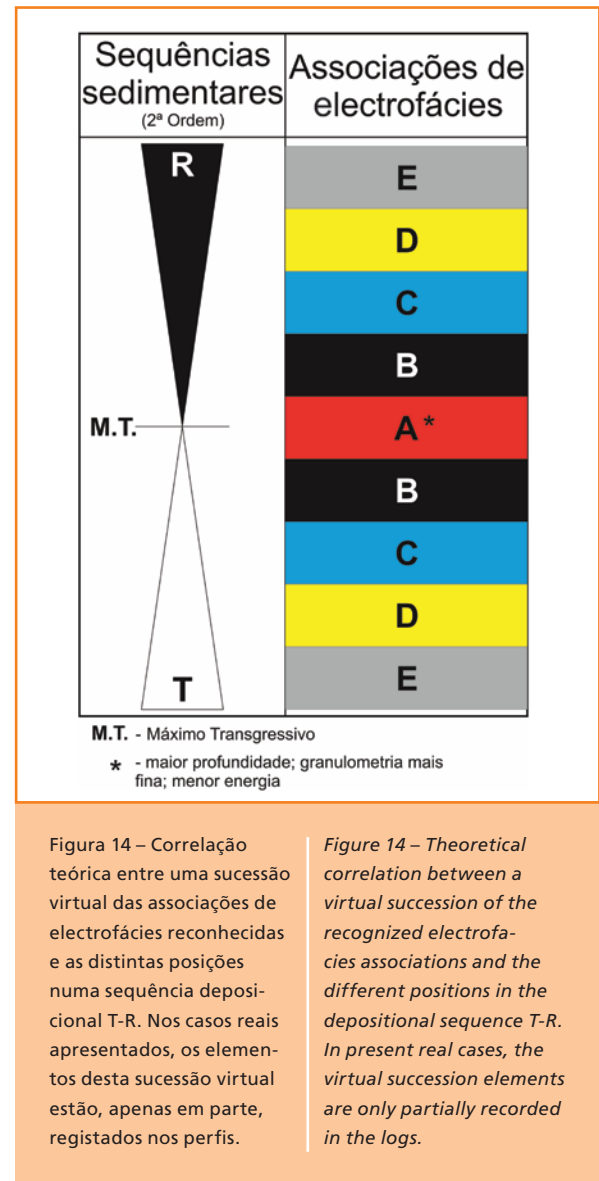 Sequências
sedimentares
(2ª Ordem)
Associações de
electrofácies
R
M.T.
T
E
D
C
B
A *
B
C
D
E
M.T. - Máximo Transgressivo
* - maior profundidade; granulometria mais
fina; menor energia
Figura 14 – Correlação
teórica entre uma sucessão
virtual das associações de
electrofácies reconhecidas
e as distintas posições
numa sequência deposi-
cional T-R. Nos casos reais
apresentados, os elemen-
tos desta sucessão virtual
estão, apenas em parte,
registados nos perfis.
Figure 14 – Theoretical
correlation between a
virtual succession of the
recognized electrofa-
cies associations and the
different positions in the
depositional sequence T-R.
In present real cases, the
virtual succession elements
are only partially recorded
in the logs.